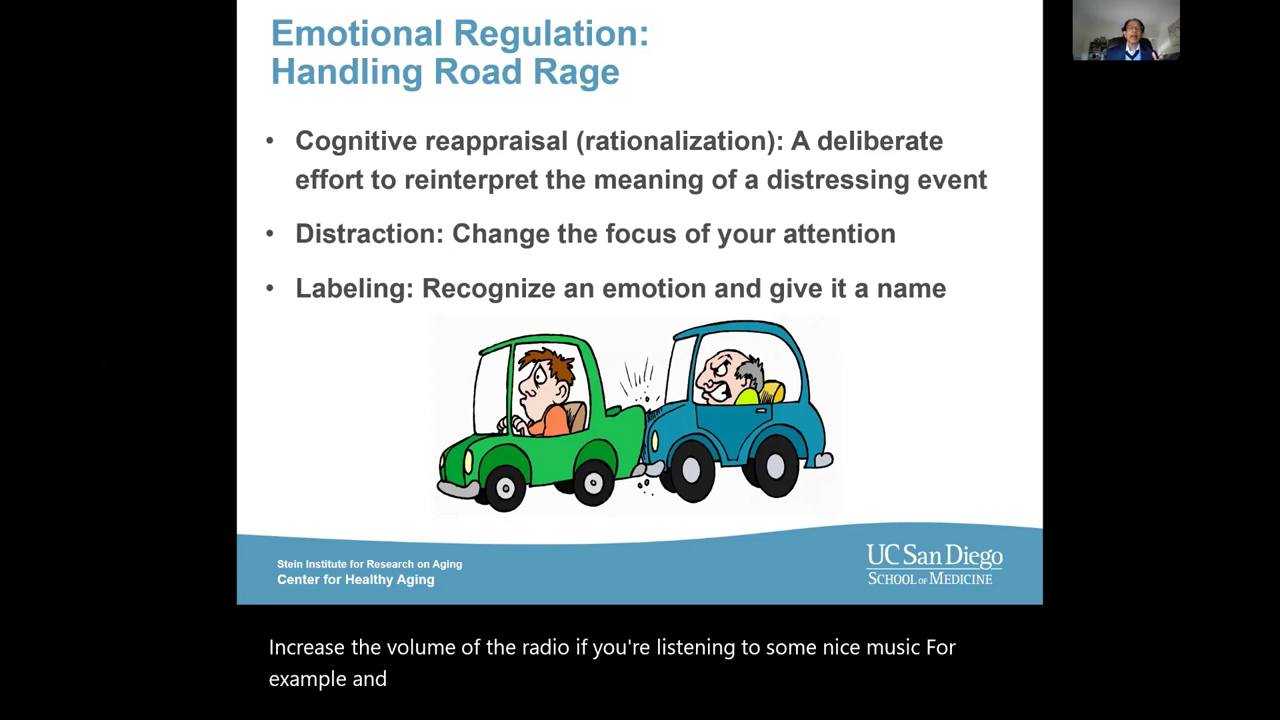 Emotional Regulation:
Handling Road Rage
• Cognitive reappraisal (rationalization): A deliberate
effort to reinterpret the meaning of a distressing event
• Distraction: Change the focus of your attention
• Labeling: Recognize an emotion and give it a name
Stein Institute for Research on Aging
Center for Healthy Aging
UC San Diego
SCHOOL OF MEDICINE
Increase the volume of the radio if you're listening to some nice music For
example and